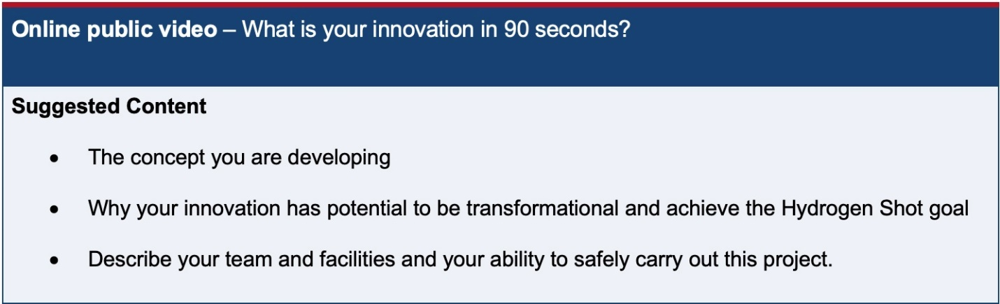 Online public video – What is your innovation in 90 seconds?
Suggested Content
• The concept you are developing
• Why your innovation has potential to be transformational and achieve the Hydrogen Shot goal
• Describe your team and facilities and your ability to safely carry out this project.